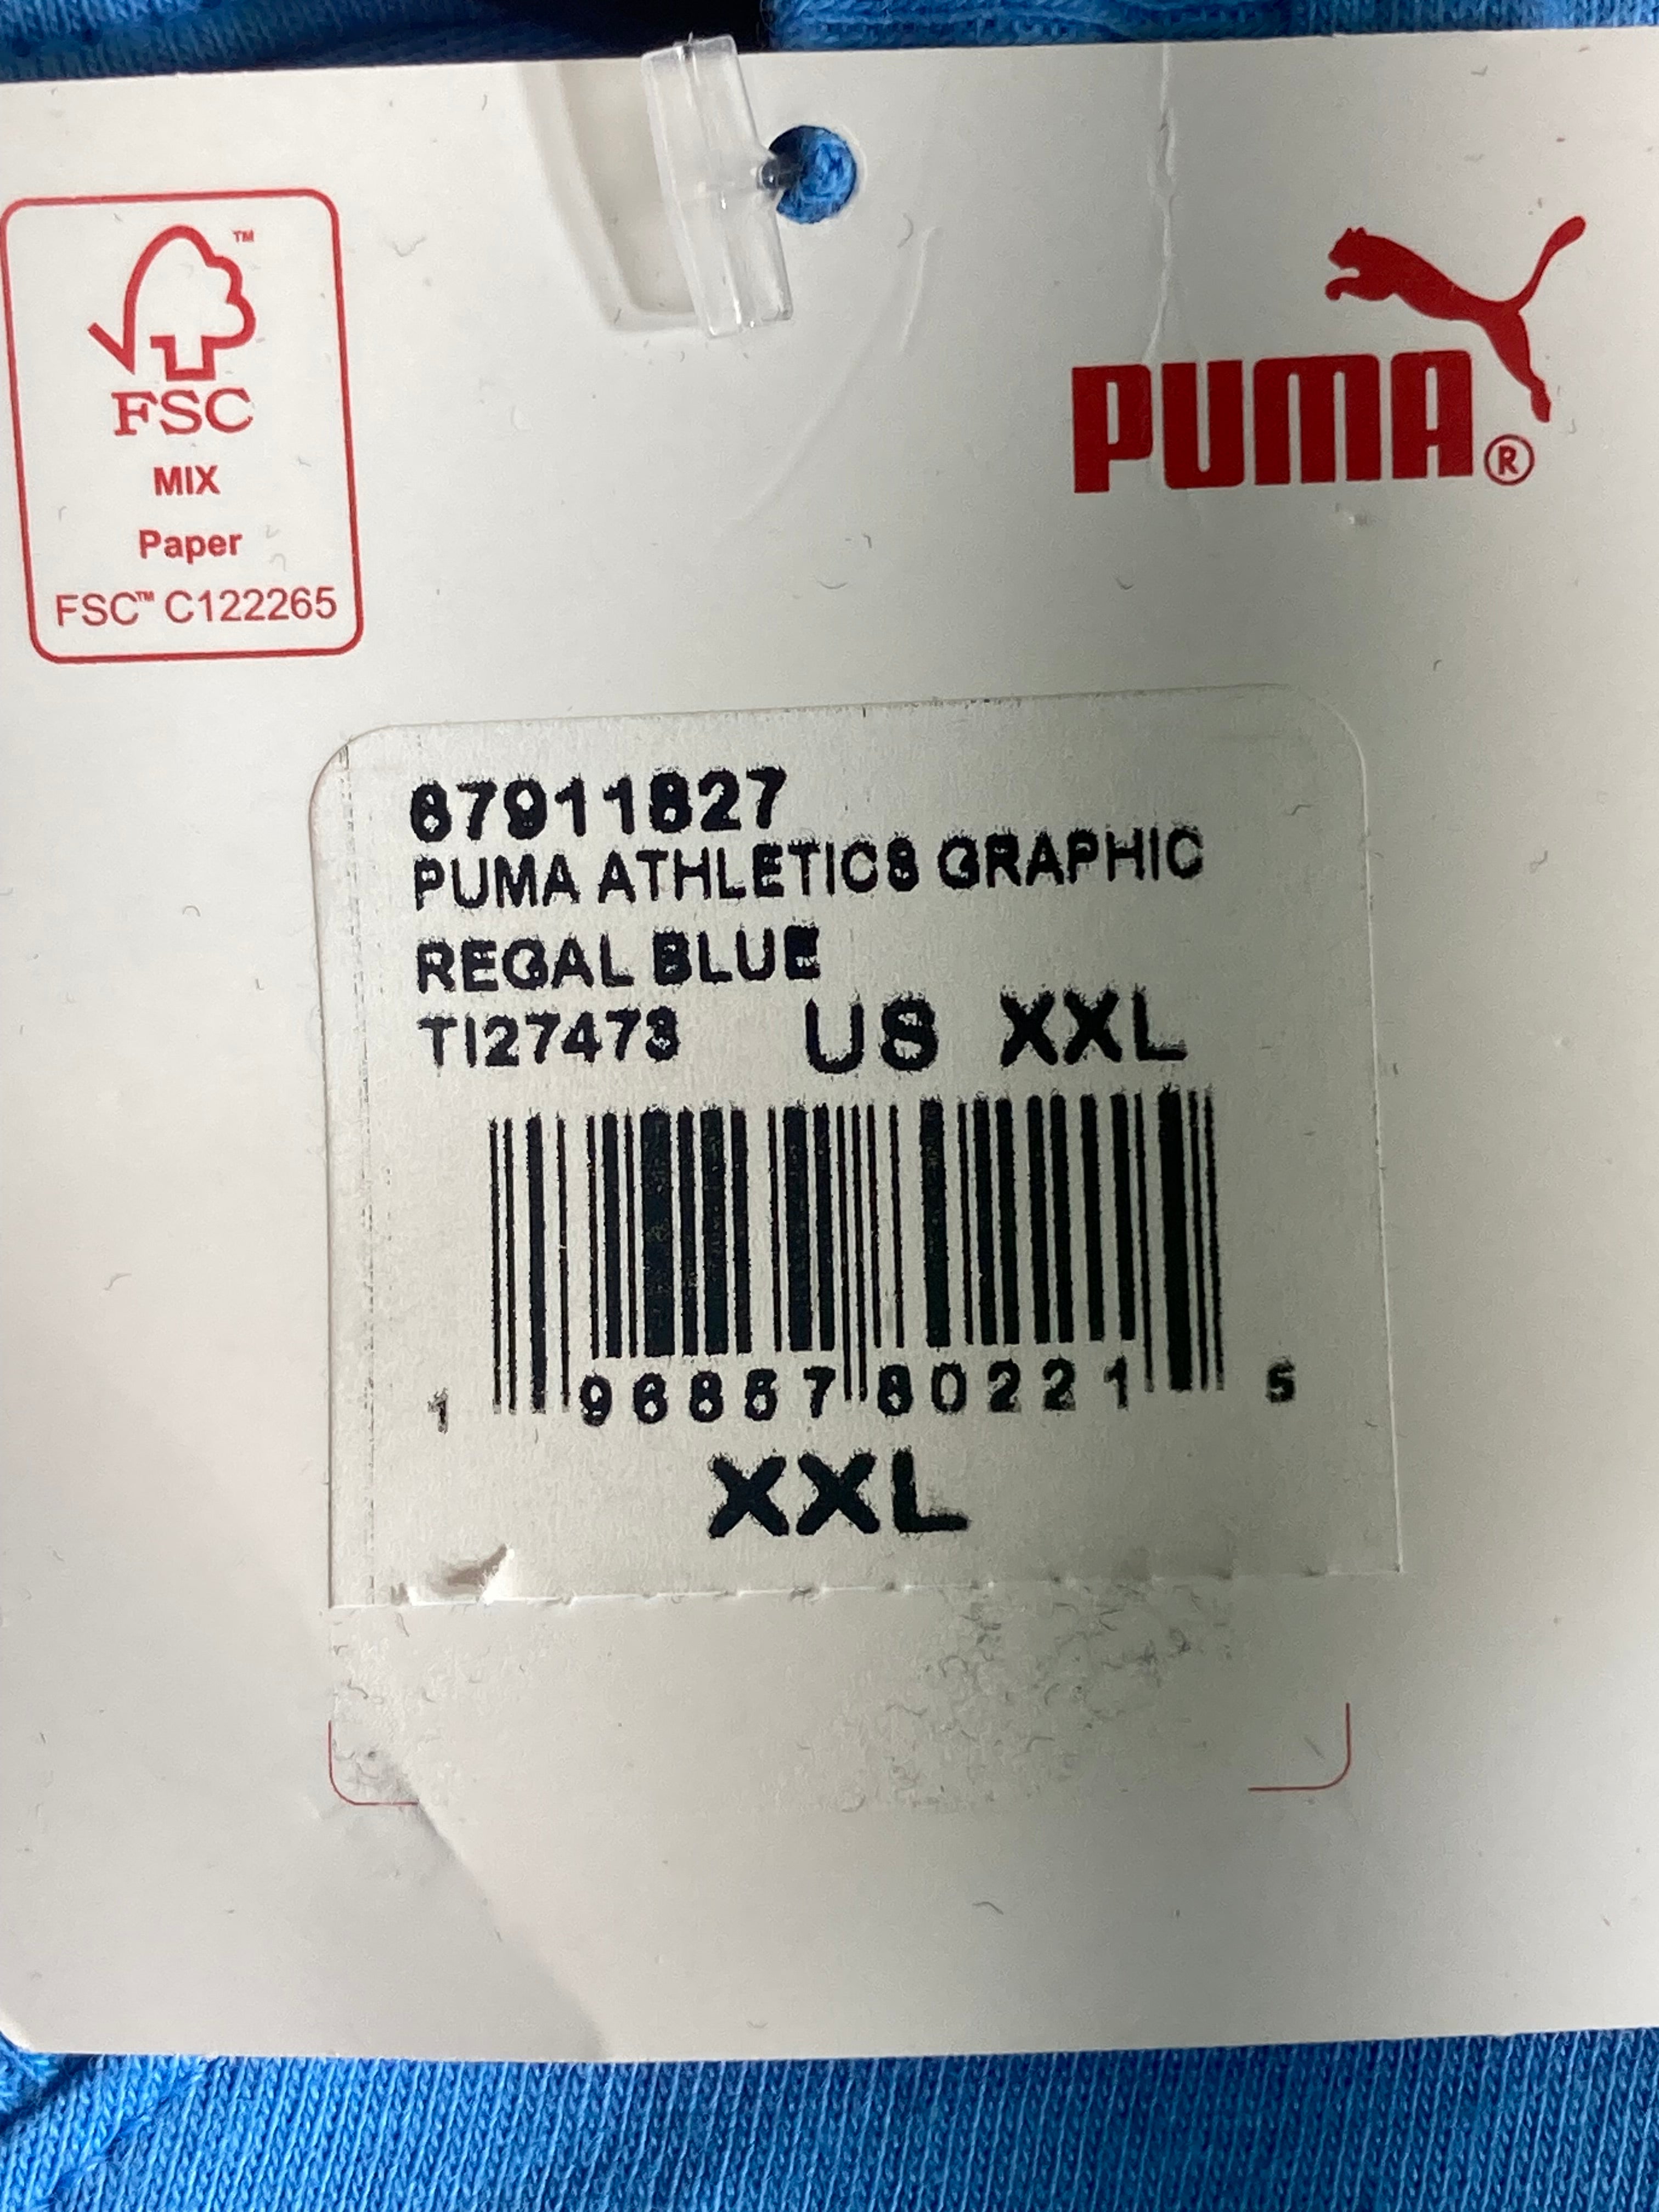 ™
FSC
MIX
Paper
FSC™ C122265
PUMA®
67911827
PUMA ATHLETICS GRAPHIC
REGAL BLUE
TI27473 US XXL
1 96857 80221 5
XXL